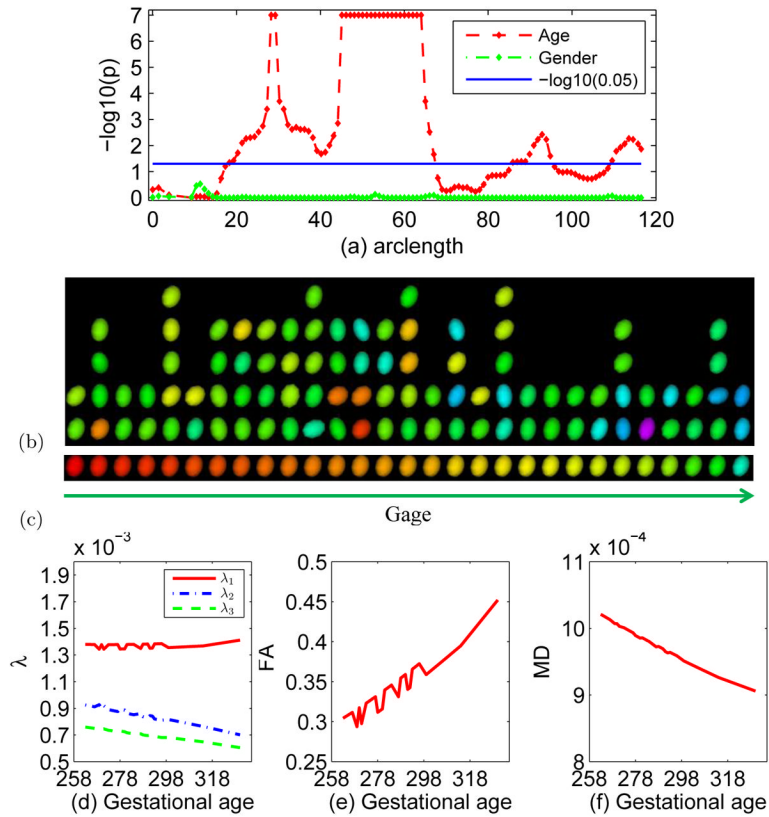 7
6
5
4
3
2
1
0
−log10(p)
Age
Gender
−log10(0.05)
0 20 40 60 80 100 120
(a) arclength
(b)
Gage
(c)
x 10⁻³
1.9
1.7
1.5
1.3
1.1
0.9
0.7
0.5
λ
λ₁
λ₂
λ₃
258 278 298 318
(d) Gestational age
0.5
0.45
0.4
0.35
0.3
0.25
FA
258 278 298 318
(e) Gestational age
x 10⁻⁴
11
10
9
8
MD
258 278 298 318
(f) Gestational age